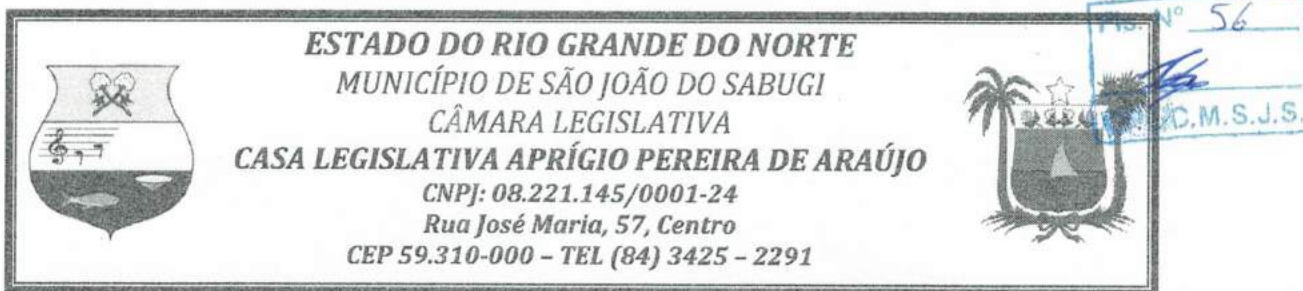 ESTADO DO RIO GRANDE DO NORTE
MUNICÍPIO DE SÃO JOÃO DO SABUGI
CÂMARA LEGISLATIVA
CASA LEGISLATIVA APRÍGIO PEREIRA DE ARAÚJO
CNPJ: 08.221.145/0001-24
Rua José Maria, 57, Centro
CEP 59.310-000 – TEL (84) 3425 – 2291
Nº 56
C.M.S.J.S.